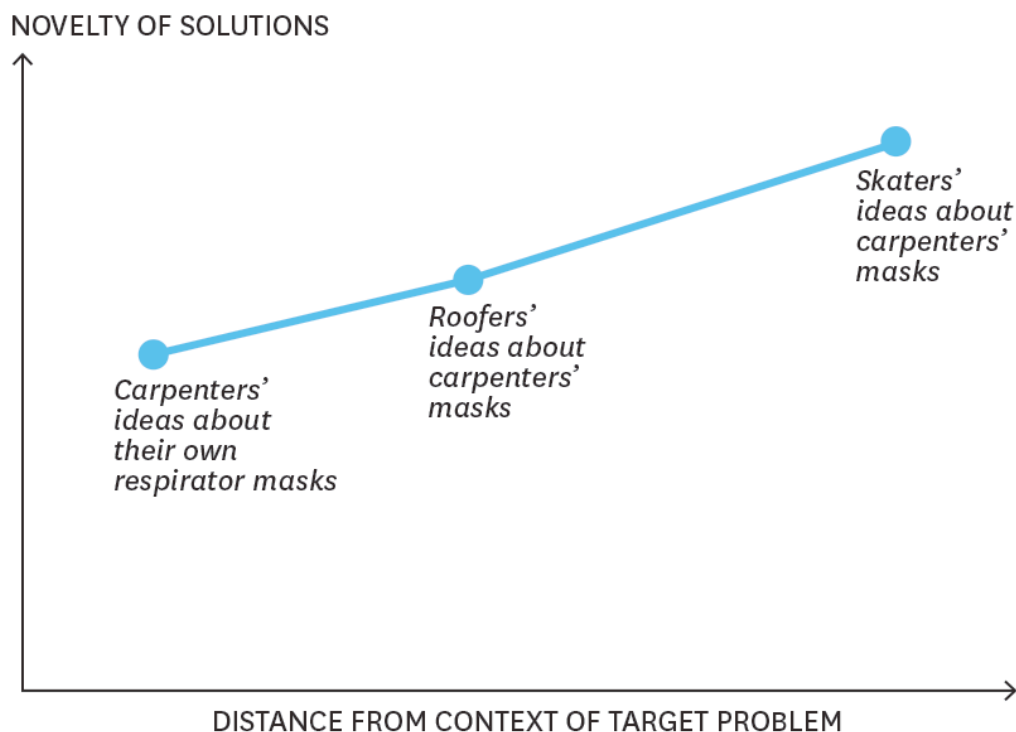 NOVELTY OF SOLUTIONS
Skaters’
ideas about
carpenters’
masks
Roofers’
ideas about
carpenters’
masks
Carpenters’
ideas about
their own
respirator masks
DISTANCE FROM CONTEXT OF TARGET PROBLEM